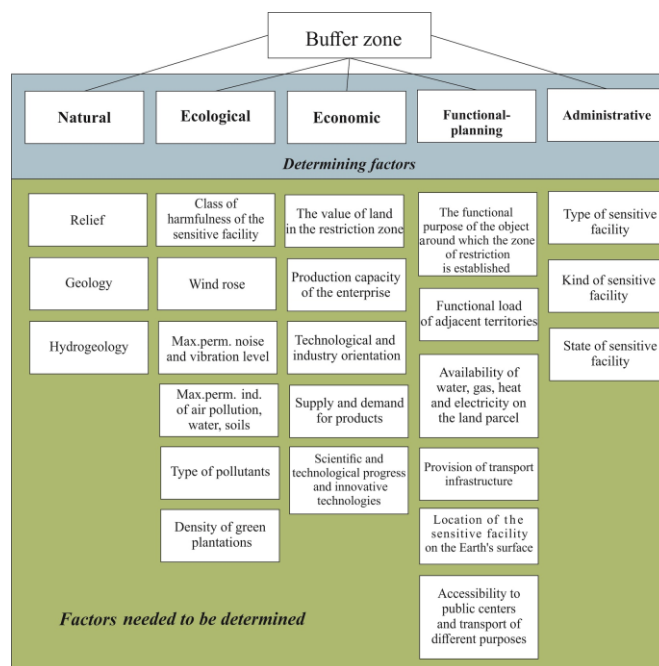 Buffer zone
Natural
Ecological
Economic
Functional-
planning
Administrative
Determining factors
Relief
Geology
Hydrogeology
Class of
harmfulness of the
sensitive facility
Wind rose
Max.perm. noise
and vibration level
Max.perm. ind.
of air pollution,
water, soils
Type of pollutants
Density of green
plantations
The value of land
in the restriction zone
Production capacity
of the enterprise
Technological and
industry orientation
Supply and demand
for products
Scientific and
technological progress
and innovative
technologies
The functional
purpose of the object
around which the zone
of restriction
is established
Functional load
of adjacent territories
Availability of
water, gas, heat
and electricity on
the land parcel
Provision of transport
infrastructure
Location of the
sensitive facility
on the Earth's surface
Accessibility to
public centers
and transport of
different purposes
Type of sensitive
facility
Kind of sensitive
facility
State of sensitive
facility
Factors needed to be determined